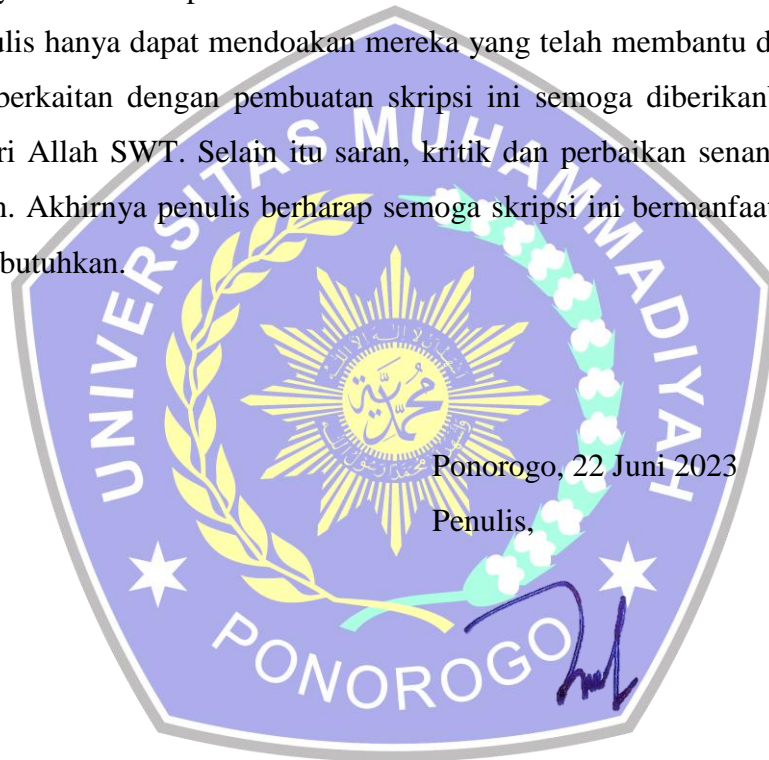 ulis hanya dapat mendoakan mereka yang telah membantu d
berkaitan dengan pembuatan skripsi ini semoga diberikan
ri Allah SWT. Selain itu saran, kritik dan perbaikan senan
n. Akhirnya penulis berharap semoga skripsi ini bermanfaat
butuhkan.
UNIVERSITAS MUHAMMADIYAH
محمدية
Ponorogo, 22 Juni 2023
Penulis,
PONOROGO